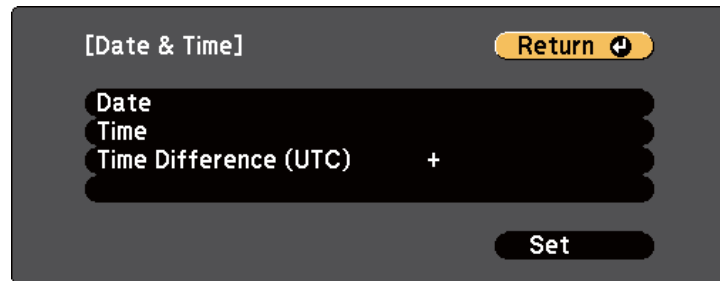 [Date & Time]
Return
Date
Time
Time Difference (UTC) +
Set